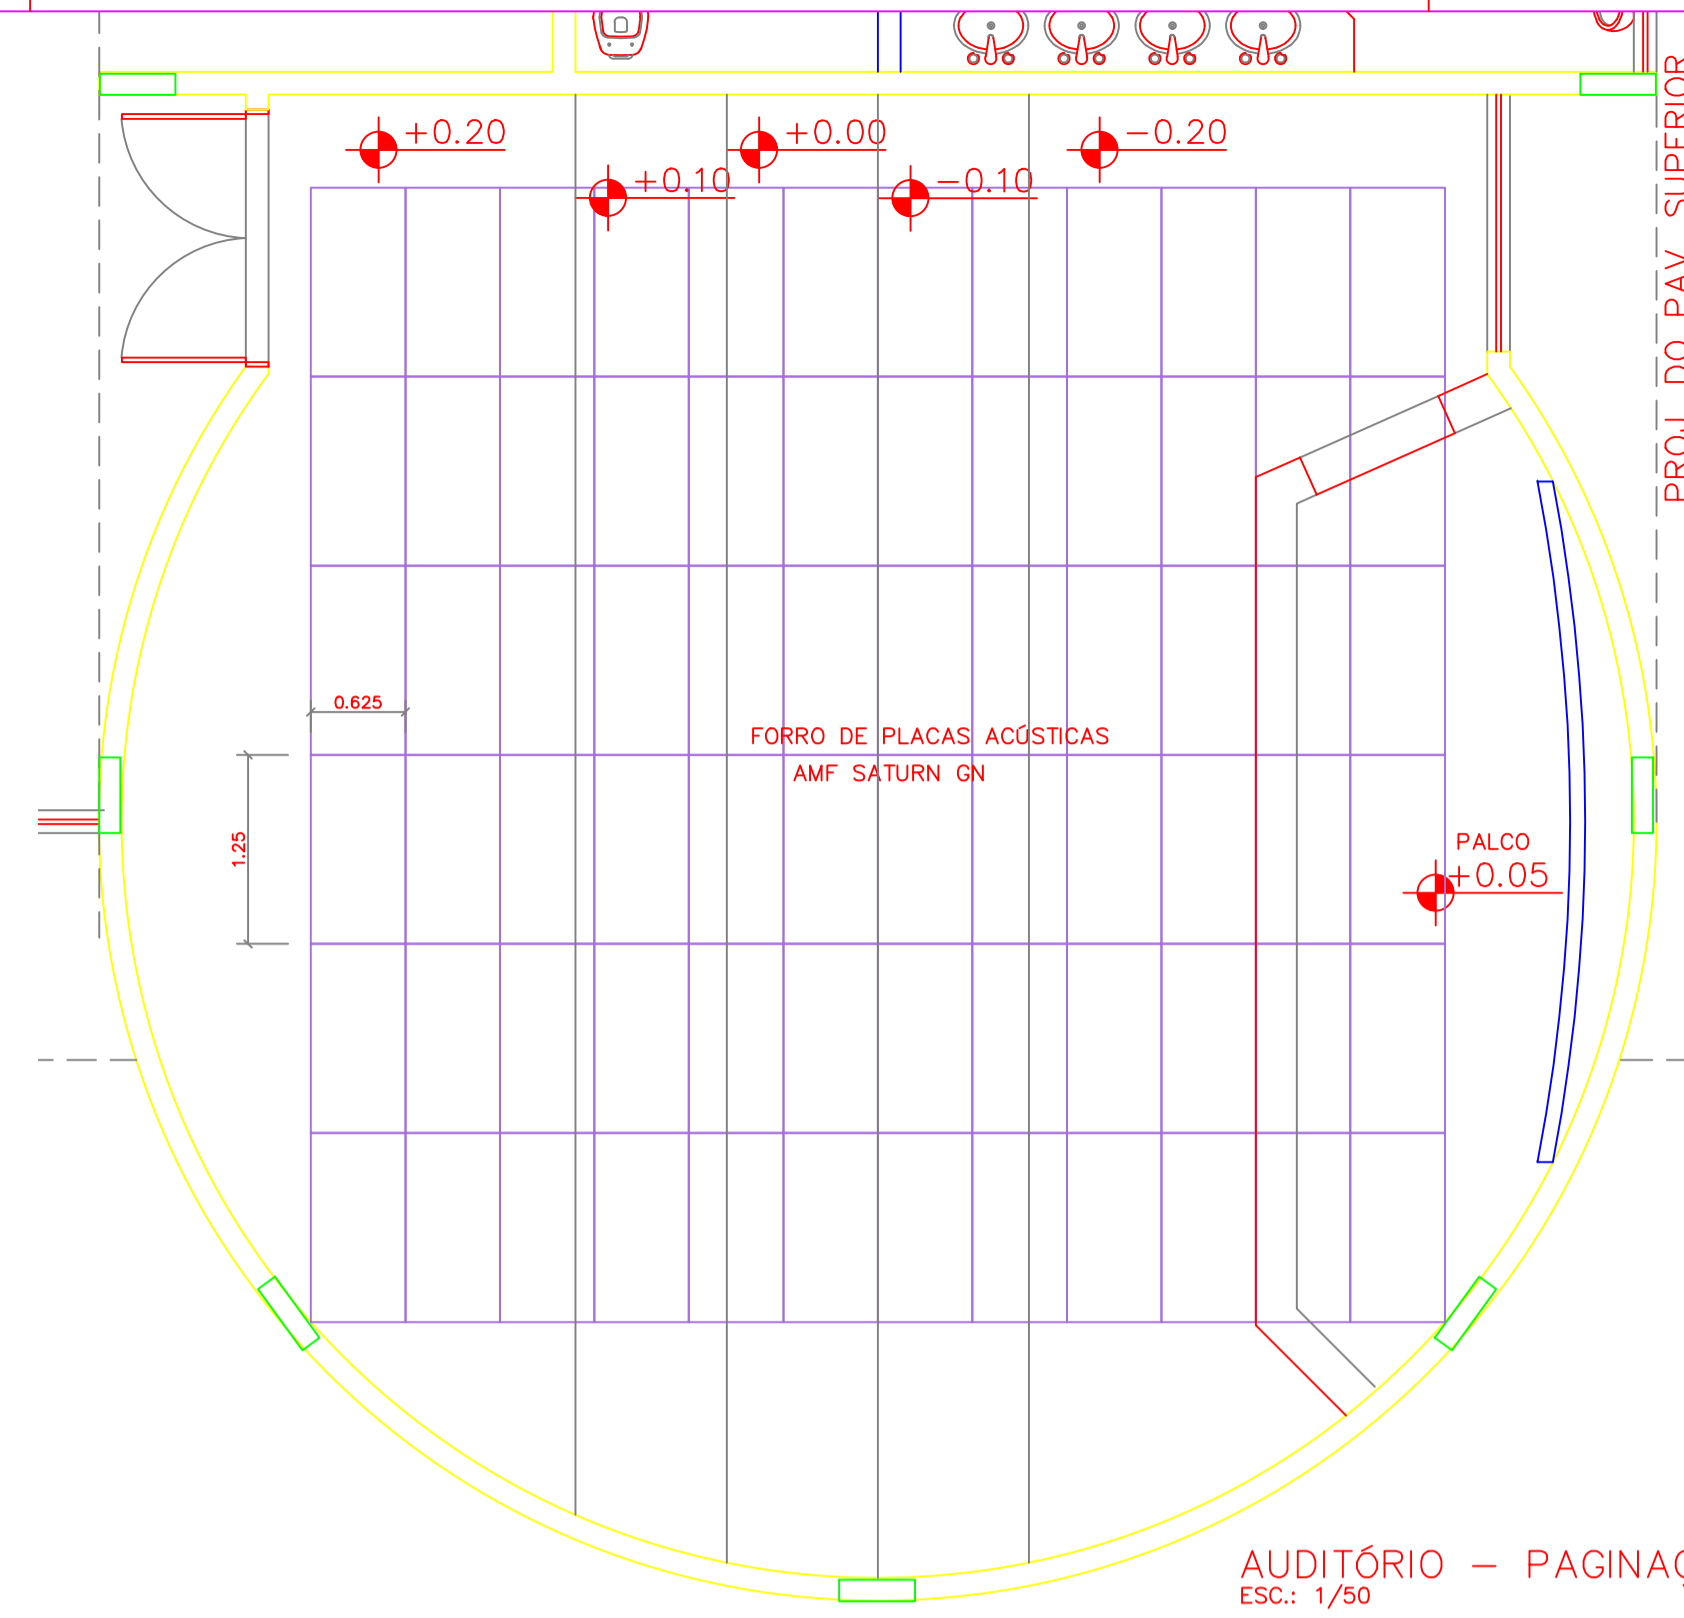 +0.20
+0.00
−0.20
+0.10
−0.10
PROJ. DO PAV. SUPERIOR
0.625
FORRO DE PLACAS ACÚSTICAS
AMF SATURN GN
1.25
PALCO
+0.05
AUDITÓRIO −
ESC.: 1/50